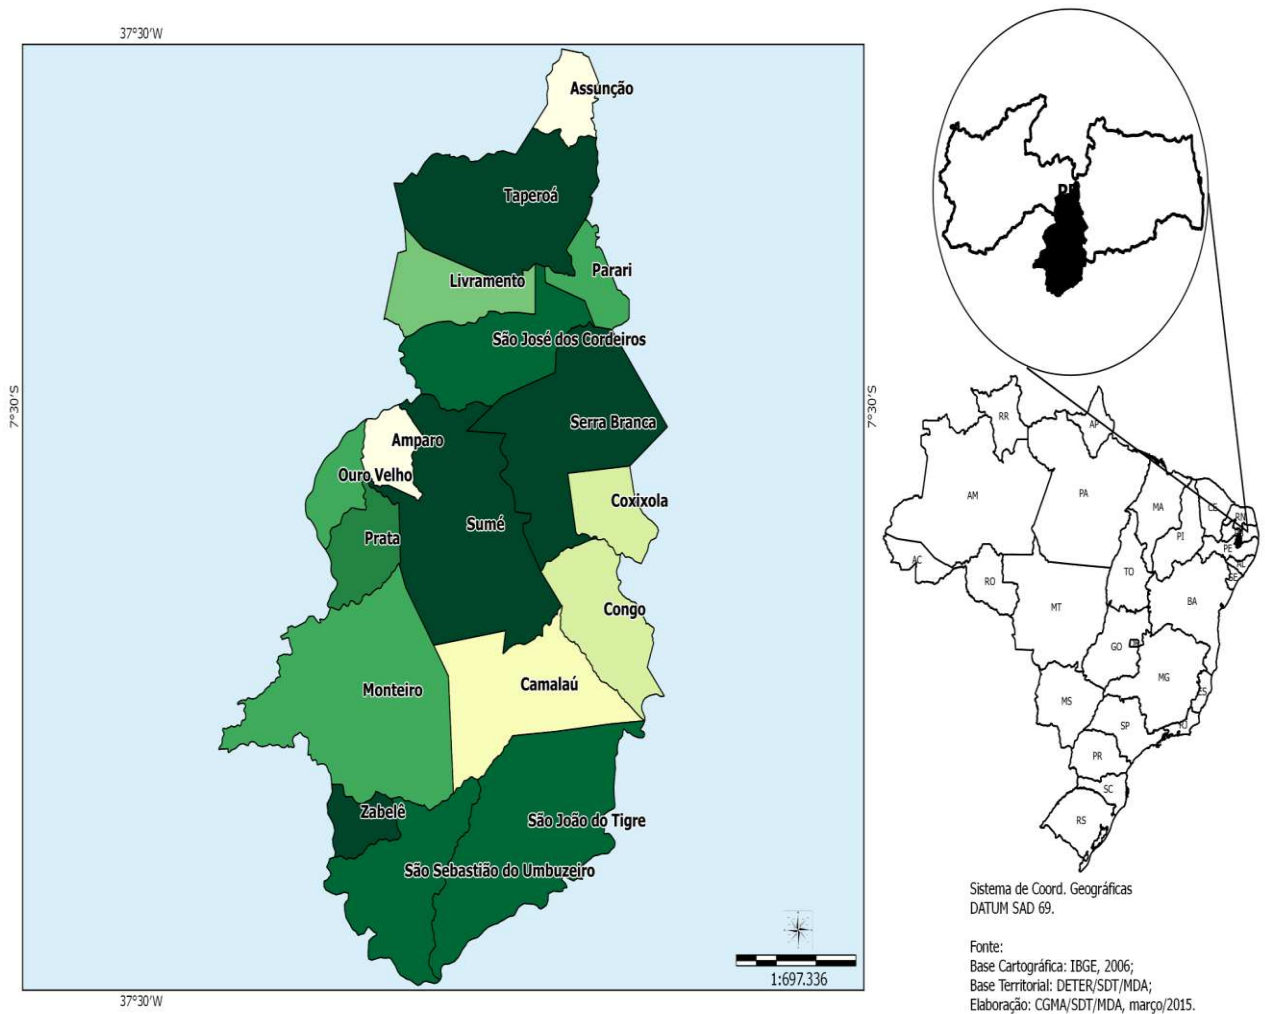 37°30'W
Assunção
Taperoá
Livramento
Parari
São José dos Cordeiros
7°30'S
7°30'S
Serra Branca
Amparo
Ouro Velho
Coxixola
Sumé
Prata
Congo
Monteiro
Camalaú
Zabelê
São João do Tigre
São Sebastião do Umbuzeiro
1:697.336
37°30'W
RR
AP
AM
PA
MA
CE
RN
PI
PE
AC
AL
SE
RO
TO
BA
MT
GO
DF
MG
ES
MS
SP
RJ
PR
SC
RS
Sistema de Coord. Geográficas
DATUM SAD 69.
Fonte:
Base Cartográfica: IBGE, 2006;
Base Territorial: DETER/SDT/MDA;
Elaboração: CGMA/SDT/MDA, março/2015.